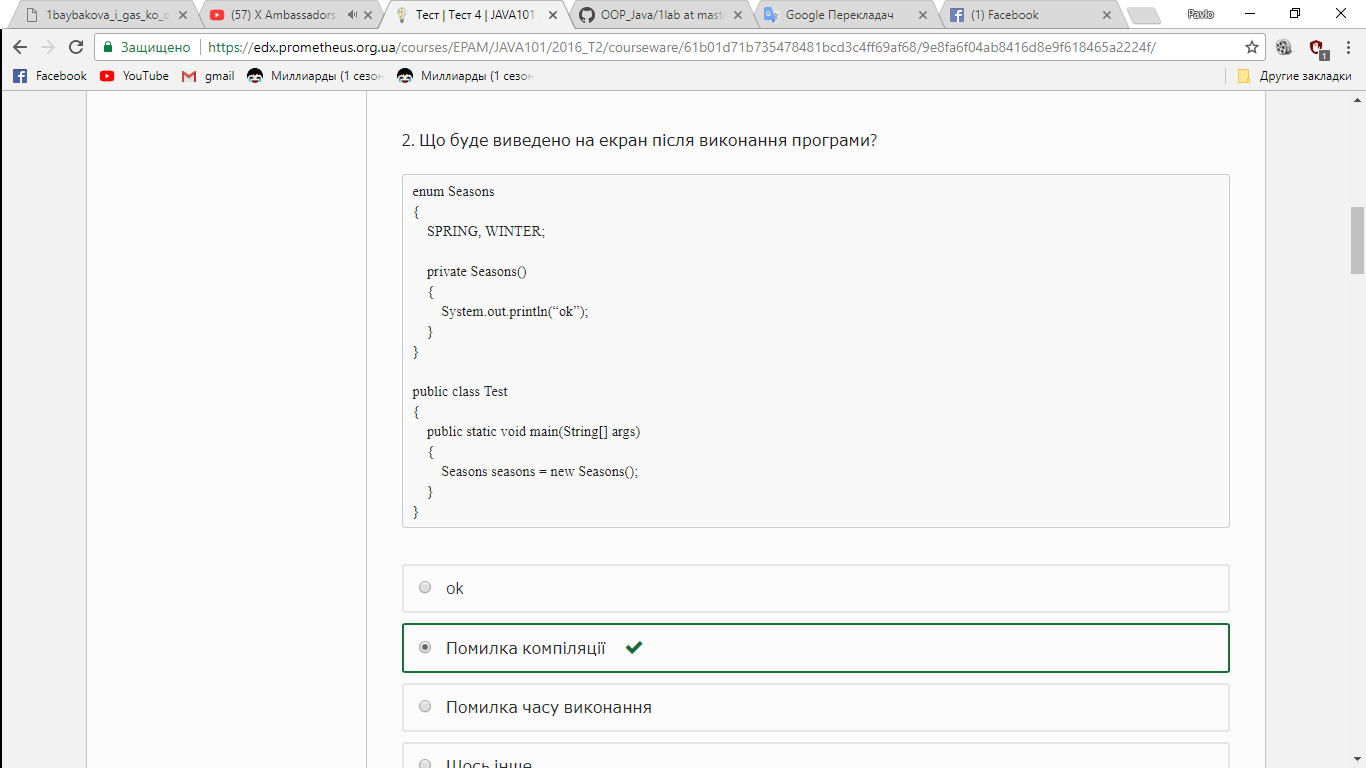 1baybakova_i_gas_ko_o
(57) X Ambassadors
Тест | Тест 4 | JAVA101
OOP_Java/1lab at mast
Google Перекладач
(1) Facebook
Pavlo
Защищено
https://edx.prometheus.org.ua/courses/EPAM/JAVA101/2016_T2/courseware/61b01d71b735478481bcd3c4ff69af68/9e8fa6f04ab8416d8e9f618465a2224f/
1
Facebook
YouTube
gmail
Миллиарды (1 сезон
Миллиарды (1 сезон
Другие закладки
2. Що буде виведено на екран після виконання програми?
enum Seasons
{
SPRING, WINTER;
private Seasons()
{
System.out.println(“ok”);
}
}
public class Test
{
public static void main(String[] args)
{
Seasons seasons = new Seasons();
}
}
ok
Помилка компіляції
Помилка часу виконання
Щось інше